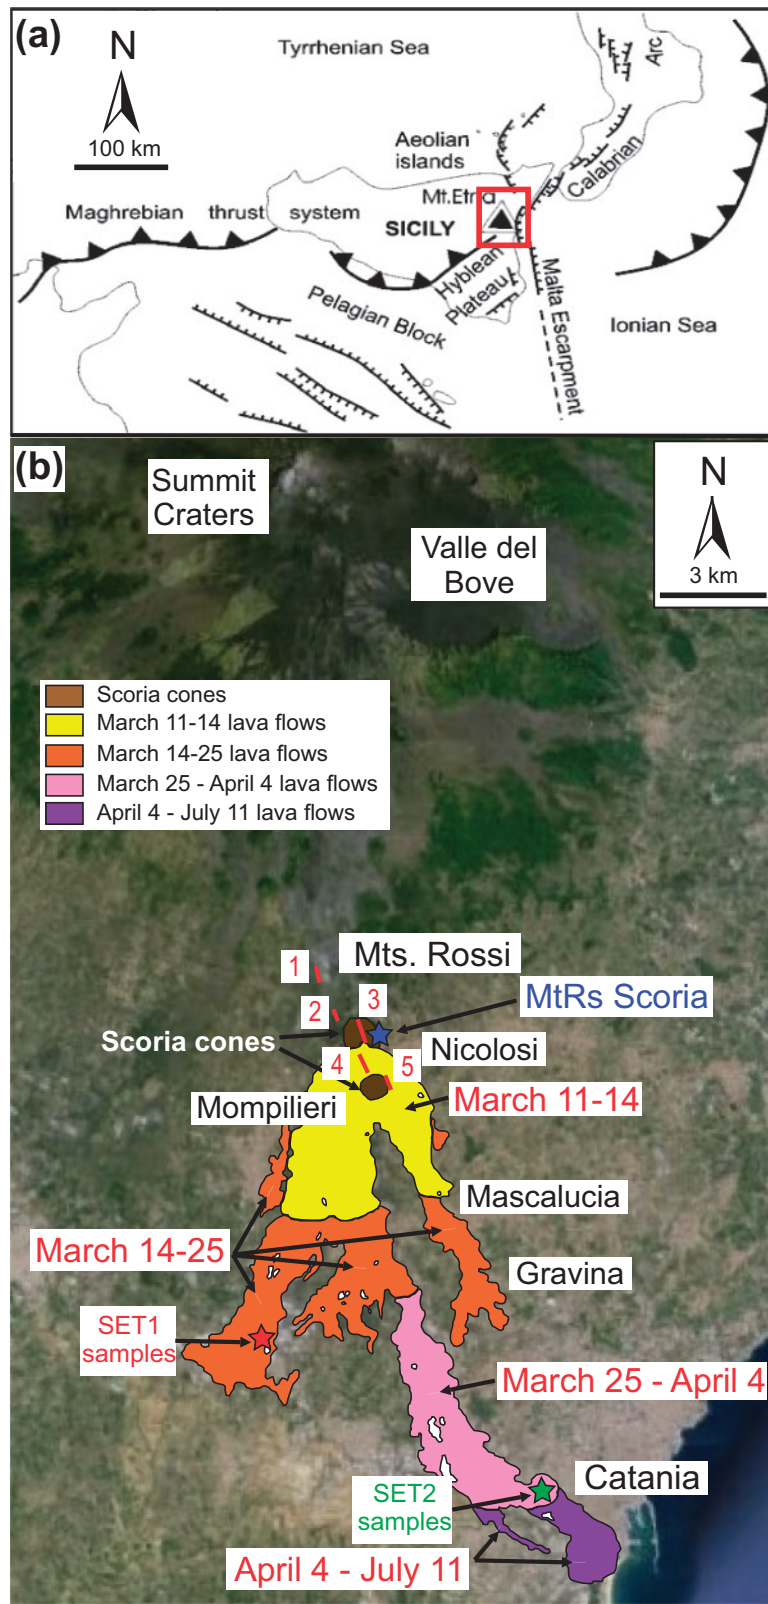 (a)
N
100 km
Tyrrhenian Sea
Arc
Calabrian
Aeolian
islands
Mt.Etna
SICILY
Maghrebian thrust system
Hyblean
Plateau
Pelagian Block
Malta Escarpment
Ionian Sea
(b)
Summit
Craters
Valle del
Bove
N
3 km
Scoria cones
March 11-14 lava flows
March 14-25 lava flows
March 25 - April 4 lava flows
April 4 - July 11 lava flows
1
Mts. Rossi
2
3
MtRs Scoria
Scoria cones
4
5
Nicolosi
Mompilieri
March 11-14
Mascalucia
March 14-25
Gravina
SET1
samples
March 25 - April 4
Catania
SET2
samples
April 4 - July 11